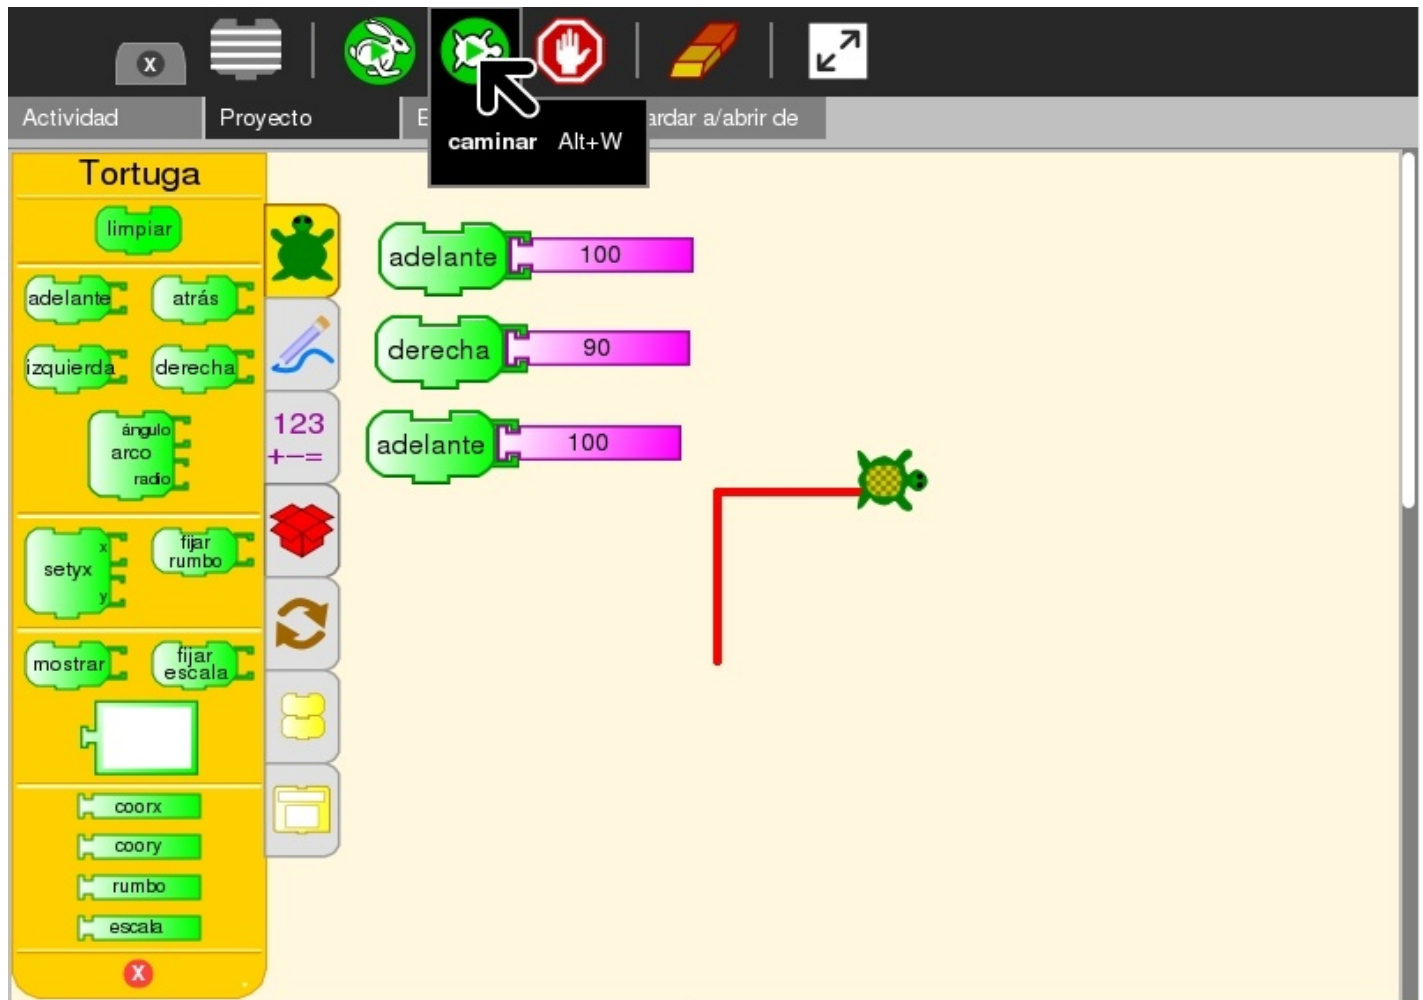 X
Actividad
Proyecto
E
ardar a/abrir de
caminar Alt+W
Tortuga
limpiar
adelante
atrás
izquierda
derecha
ángulo
arco
radio
x
setyx
y
fijar
rumbo
mostrar
fijar
escala
coorx
coory
rumbo
escala
X
123
+−=
adelante 100
derecha 90
adelante 100